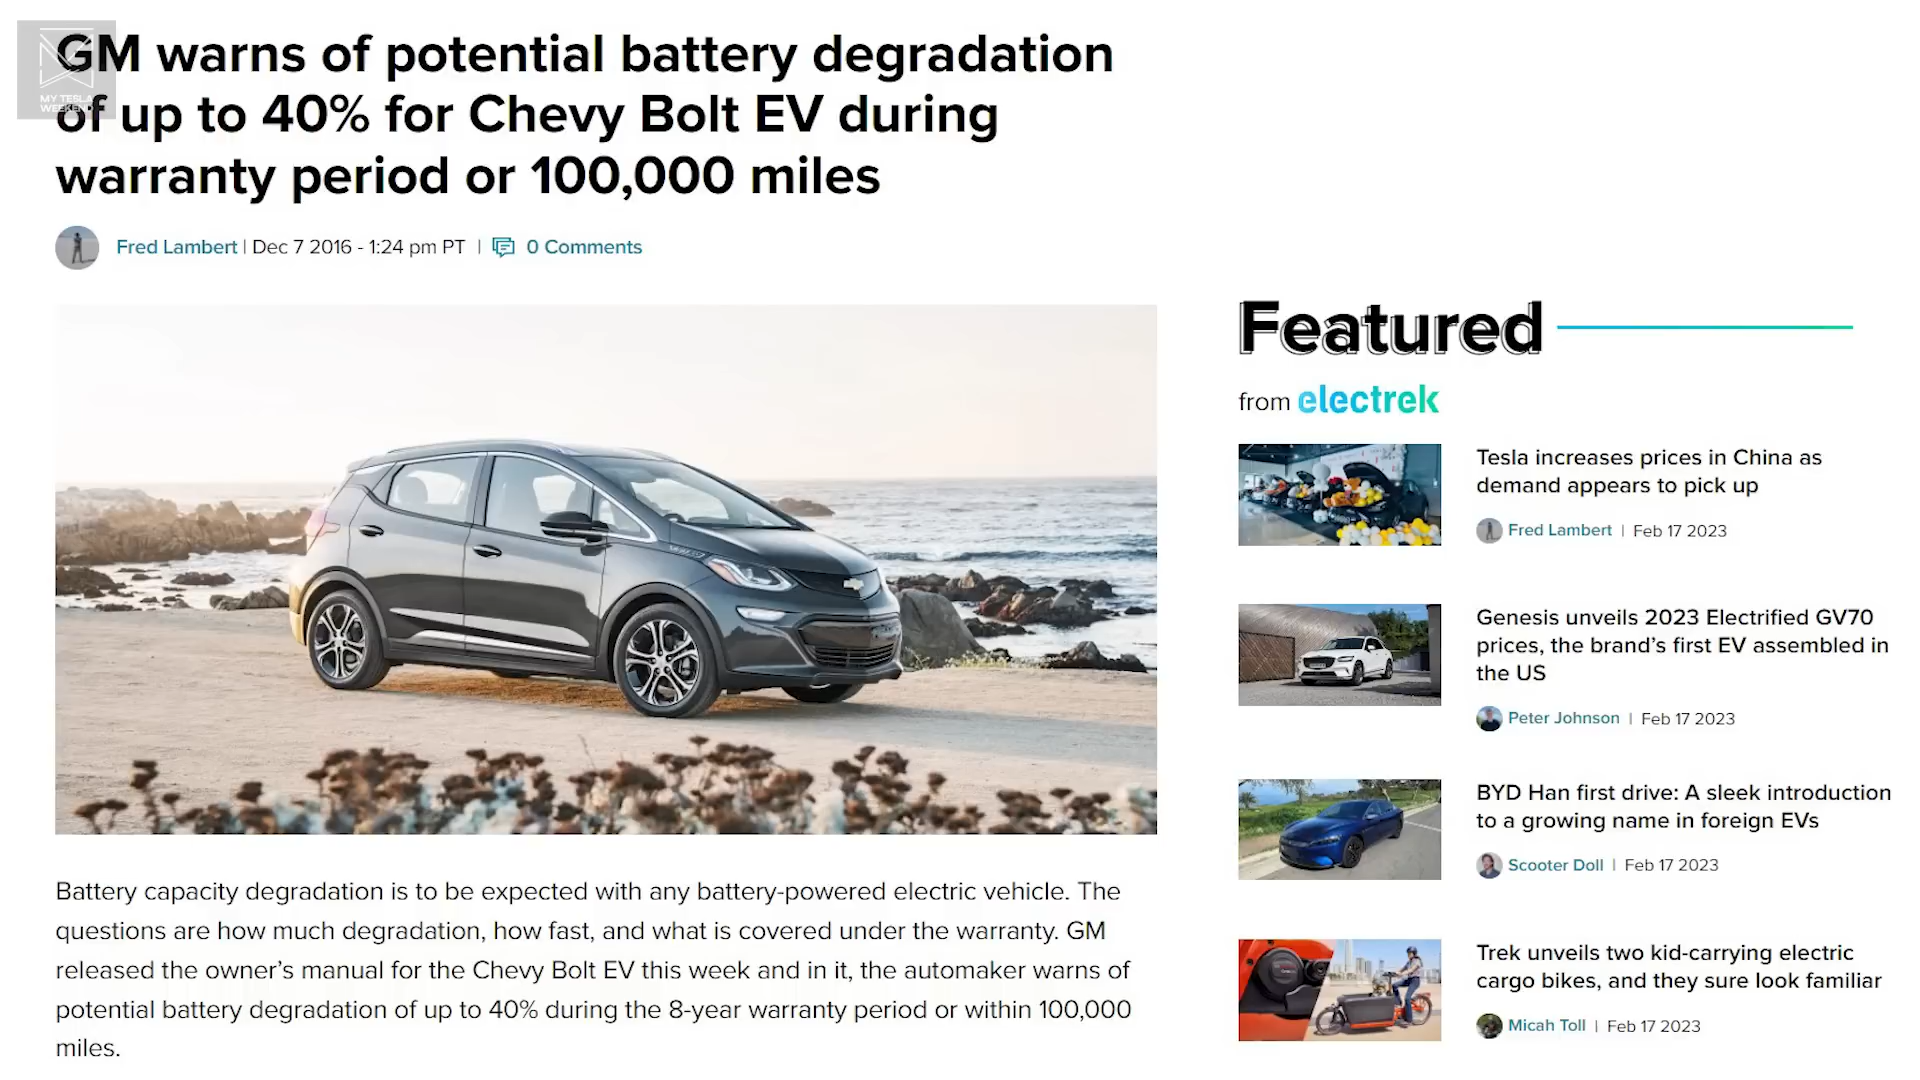 GM warns of potential battery degradation
of up to 40% for Chevy Bolt EV during
warranty period or 100,000 miles
MY TESLA
WEEKEND
Fred Lambert | Dec 7 2016 - 1:24 pm PT | 0 Comments
Featured
from electrek
Tesla increases prices in China as
demand appears to pick up
Fred Lambert | Feb 17 2023
Genesis unveils 2023 Electrified GV70
prices, the brand’s first EV assembled in
the US
Peter Johnson | Feb 17 2023
BYD Han first drive: A sleek introduction
to a growing name in foreign EVs
Scooter Doll | Feb 17 2023
Trek unveils two kid-carrying electric
cargo bikes, and they sure look familiar
Micah Toll | Feb 17 2023
Battery capacity degradation is to be expected with any battery-powered electric vehicle. The
questions are how much degradation, how fast, and what is covered under the warranty. GM
released the owner’s manual for the Chevy Bolt EV this week and in it, the automaker warns of
potential battery degradation of up to 40% during the 8-year warranty period or within 100,000
miles.